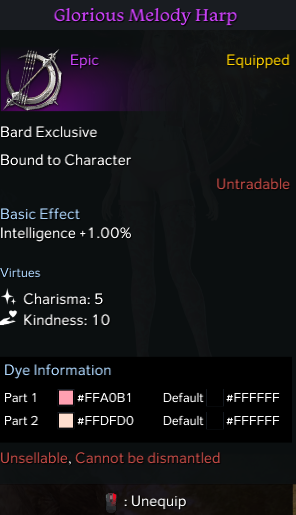 Glorious Melody Harp
Epic Equipped
Bard Exclusive
Bound to Character
Untradable
Basic Effect
Intelligence +1.00%
Virtues
Charisma: 5
Kindness: 10
Dye Information
Part 1 #FFA0B1 Default #FFFFFF
Part 2 #FFDFD0 Default #FFFFFF
Unsellable, Cannot be dismantled
: Unequip